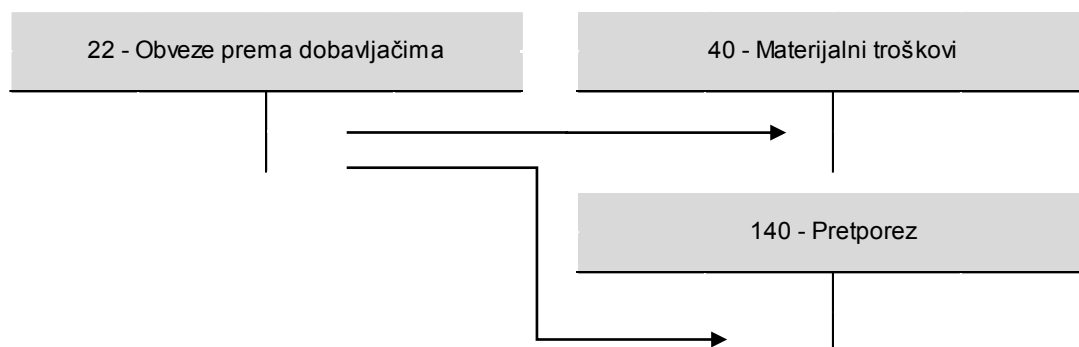 22 - Obveze prema dobavljačima
40 - Materijalni troškovi
140 - Pretporez